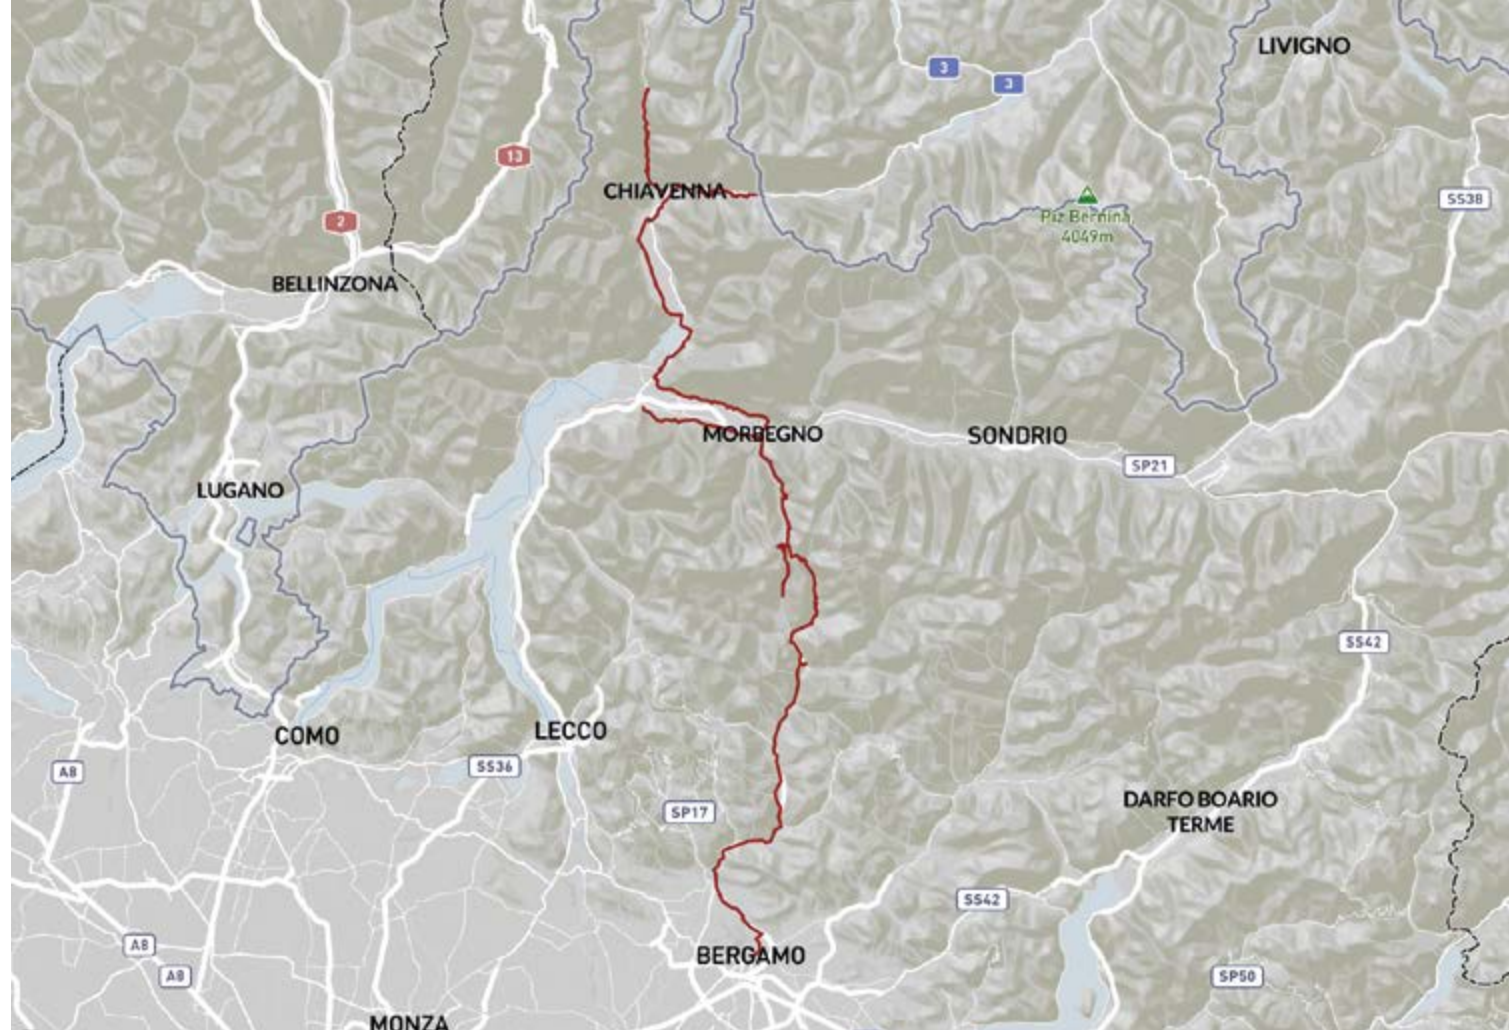 LIVIGNO
3
3
13
CHIAVENNA
SS38
2
Piz Bernina
4049m
BELLINZONA
MORBEGNO
SONDRIO
SP21
LUGANO
SS42
LECCO
COMO
SS36
A8
DARFO BOARIO
TERME
SP17
SS42
A8
BERGAMO
A8
SP50
MONZA